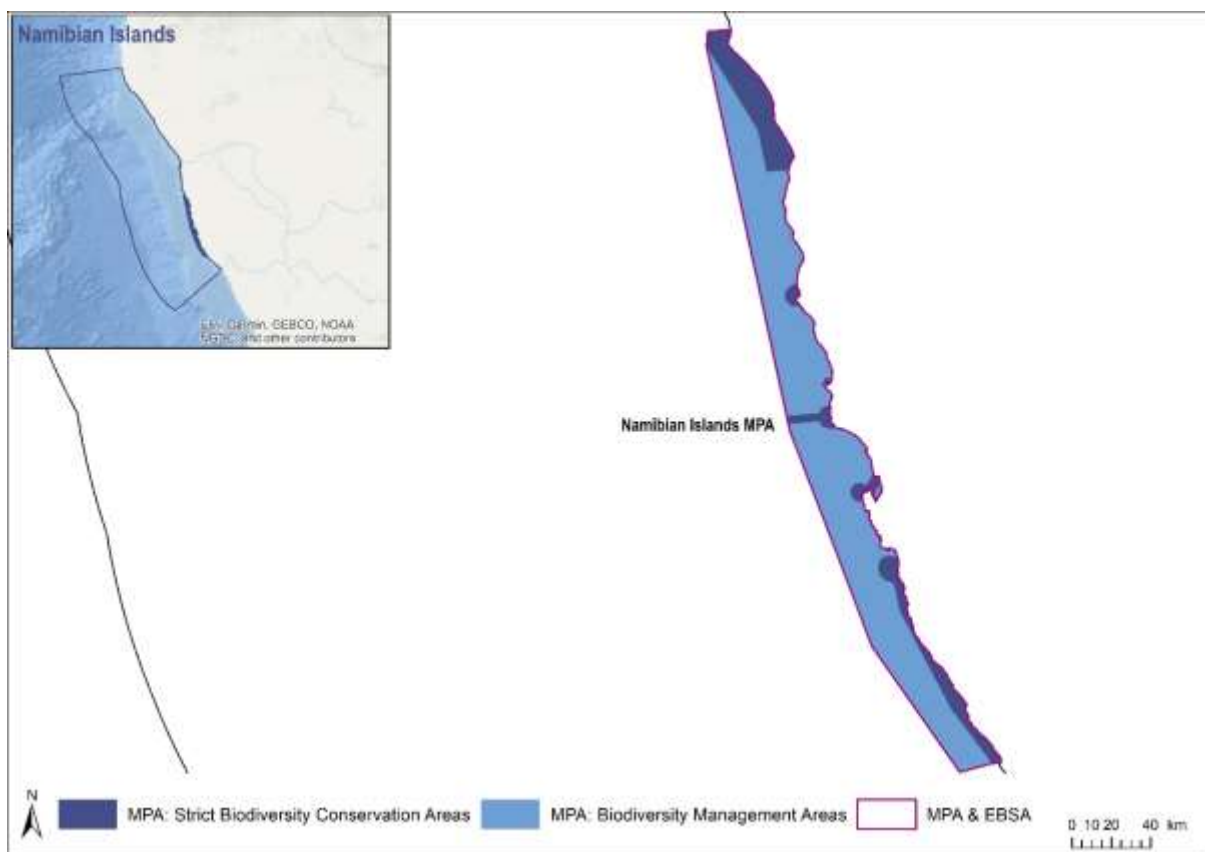 Namibian Islands
Garmin, GEBCO, NOAA
and other contributors
Namibian Islands MPA
N
MPA: Strict Biodiversity Conservation Areas
MPA: Biodiversity Management Areas
MPA & EBSA
0 10 20 40 km